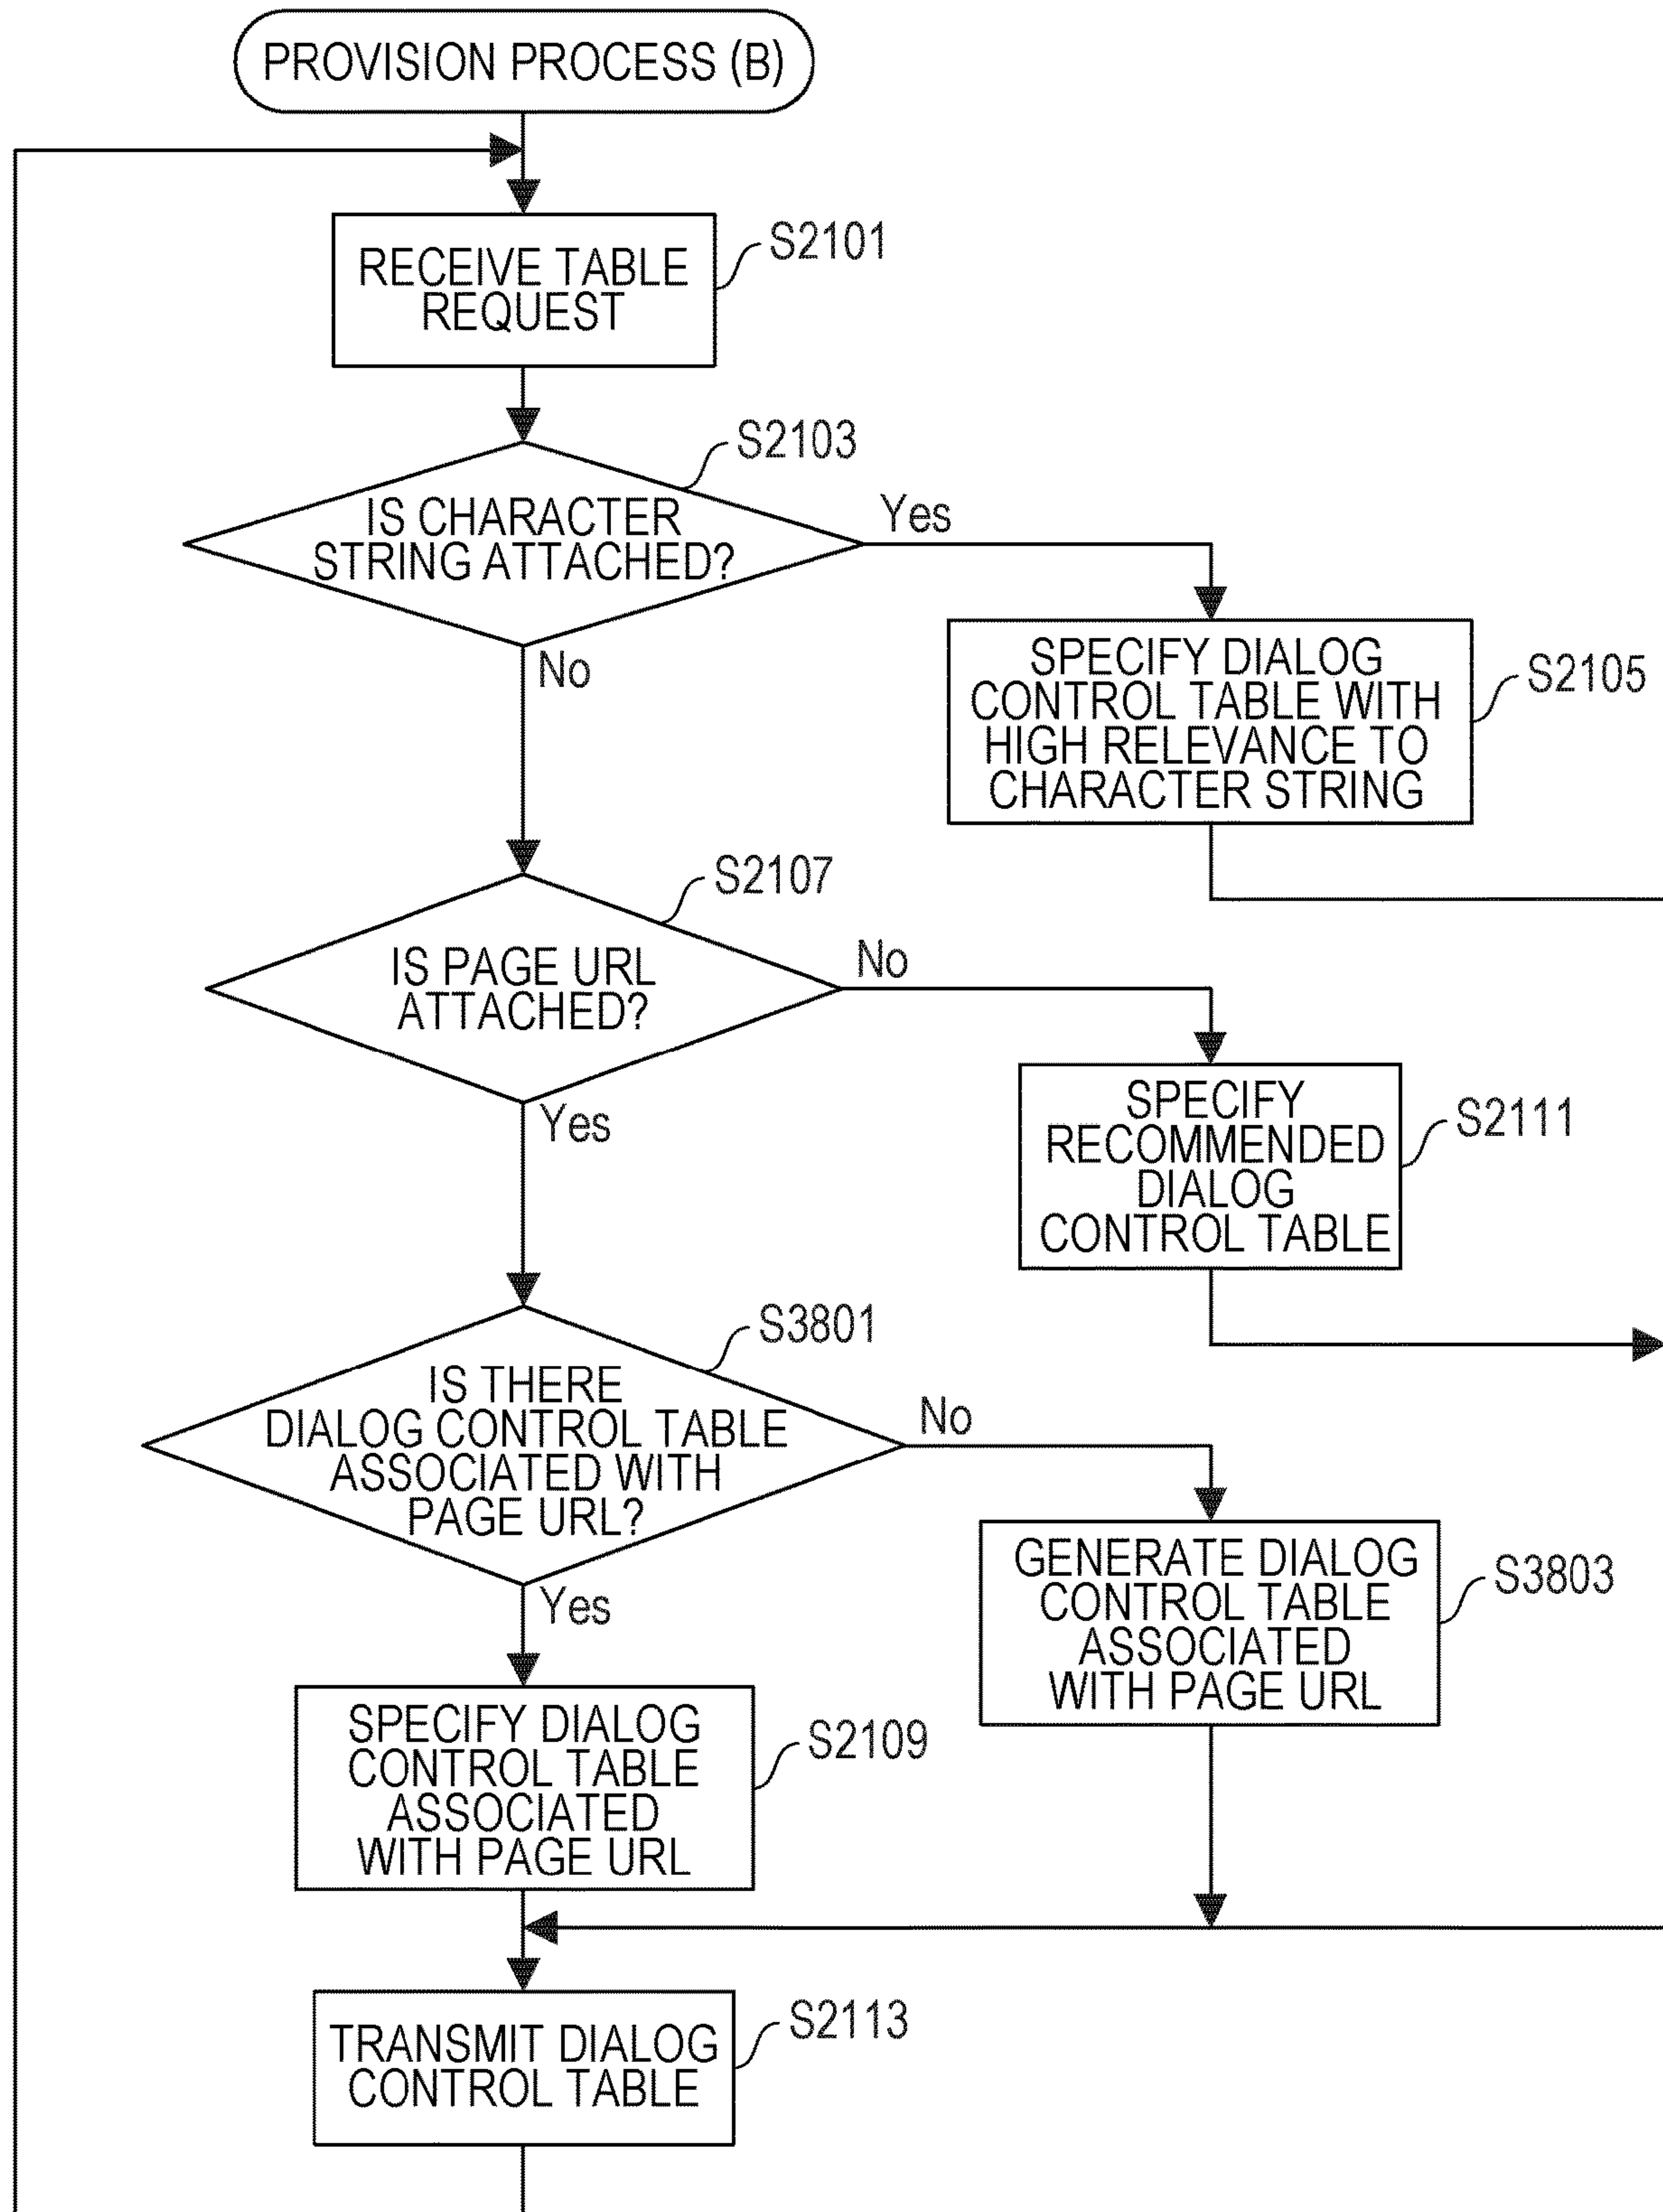 PROVISION PROCESS (B)
RECEIVE TABLE
REQUEST
S2101
IS CHARACTER
STRING ATTACHED?
S2103
Yes
No
SPECIFY DIALOG
CONTROL TABLE WITH
HIGH RELEVANCE TO
CHARACTER STRING
S2105
IS PAGE URL
ATTACHED?
S2107
No
Yes
SPECIFY
RECOMMENDED
DIALOG
CONTROL TABLE
S2111
IS THERE
DIALOG CONTROL TABLE
ASSOCIATED WITH
PAGE URL?
S3801
No
Yes
GENERATE DIALOG
CONTROL TABLE
ASSOCIATED
WITH PAGE URL
S3803
SPECIFY DIALOG
CONTROL TABLE
ASSOCIATED
WITH PAGE URL
S2109
TRANSMIT DIALOG
CONTROL TABLE
S2113